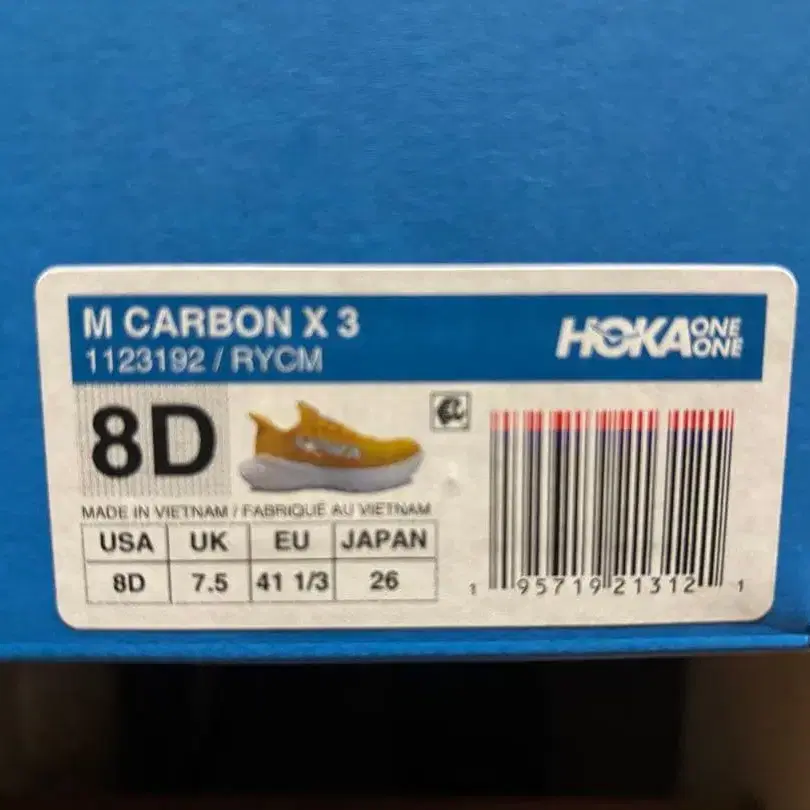 M CARBON X 3
1123192 / RYCM
HOKA ONE ONE
8D
MADE IN VIETNAM / FABRIQUÉ AU VIETNAM
USA UK EU JAPAN
8D 7.5 41 1/3 26
1 95719 21312 1